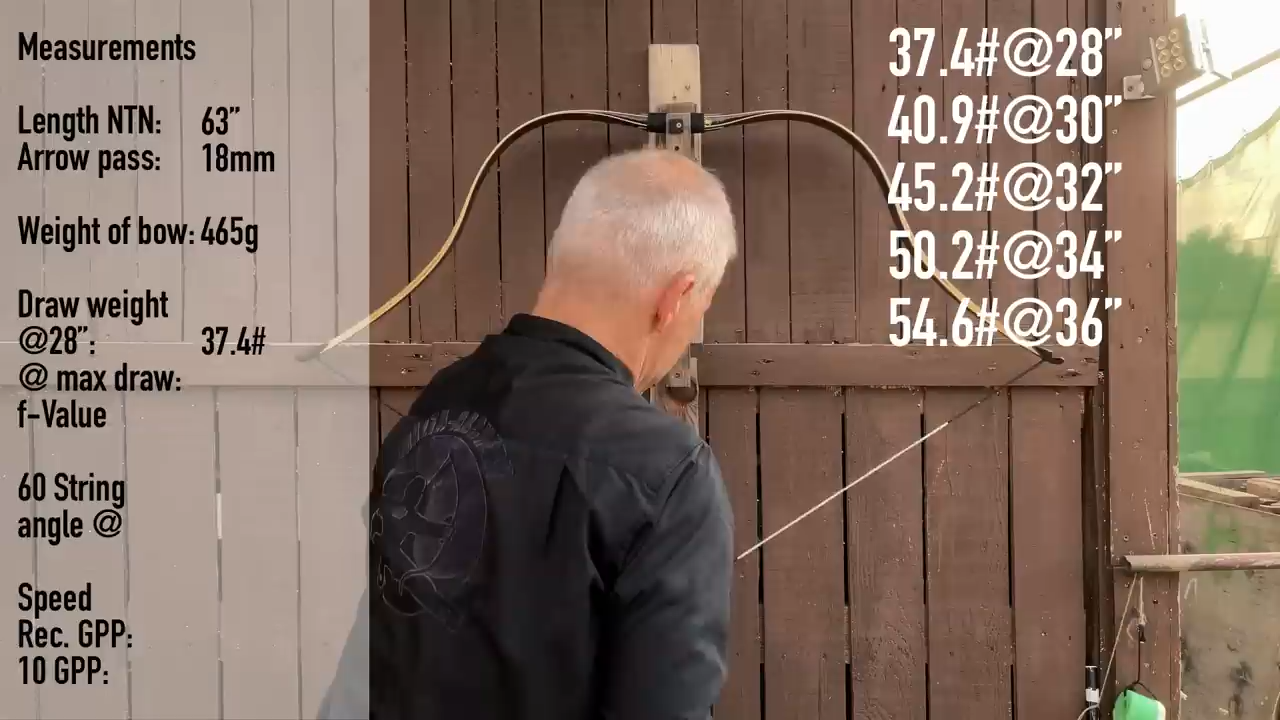 Measurements
Length NTN: 63”
Arrow pass: 18mm
Weight of bow: 465g
Draw weight
@28”: 37.4#
@ max draw:
f-Value
60 String
angle @
Speed
Rec. GPP:
10 GPP:
37.4#@28”
40.9#@30”
45.2#@32”
50.2#@34”
54.6#@36”